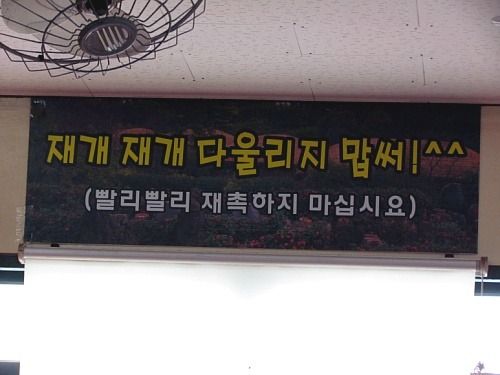 재개 재개 다울리지 맙써!^^
(빨리빨리 재촉하지 마십시요)